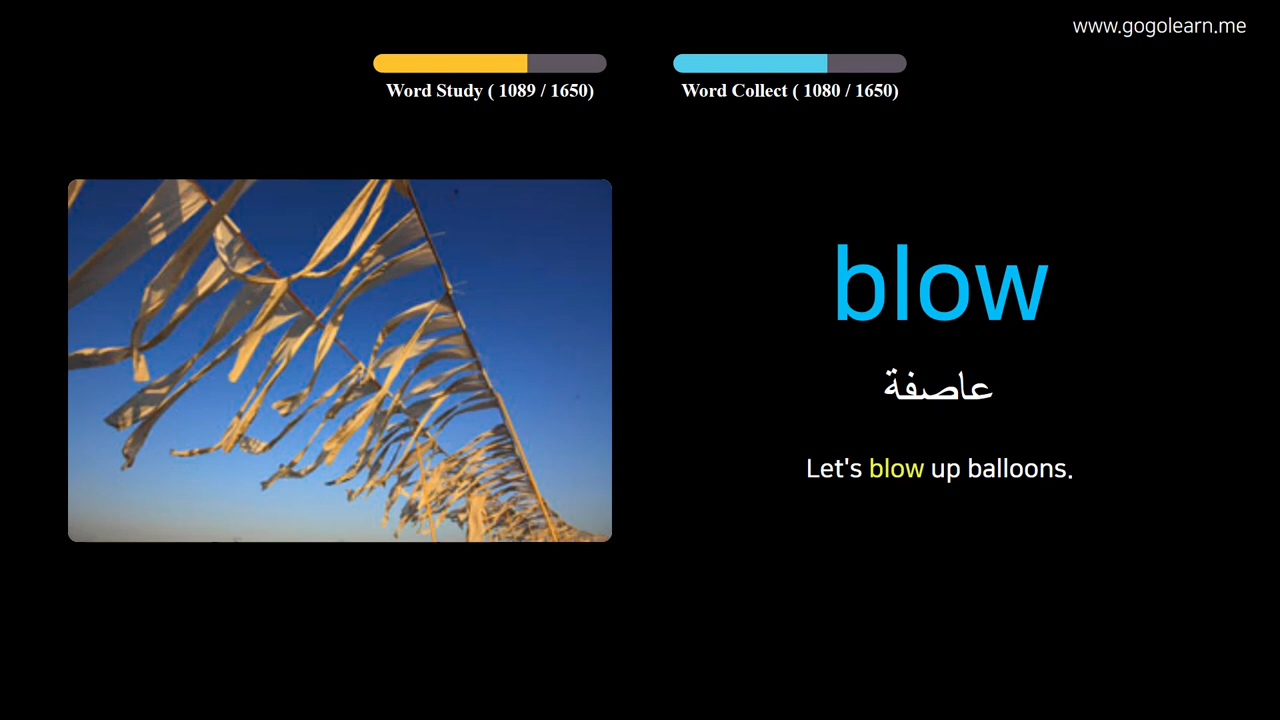 www.gogolearn.me
Word Study ( 1089 / 1650)
Word Collect ( 1080 / 1650)
blow
عاصفة
Let's blow up balloons.